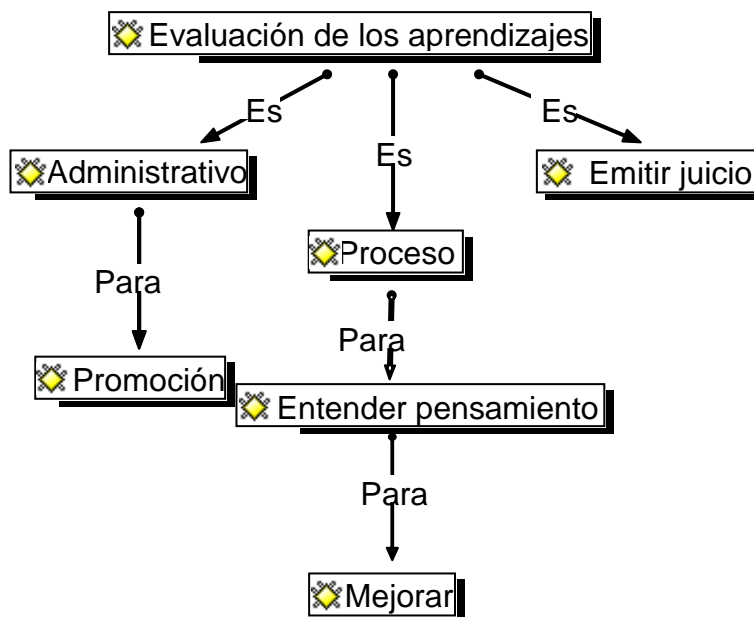 Evaluación de los aprendizajes
Es
Es
Es
Administrativo
Emitir juicio
Proceso
Para
Para
Promoción
Entender pensamiento
Para
Mejorar